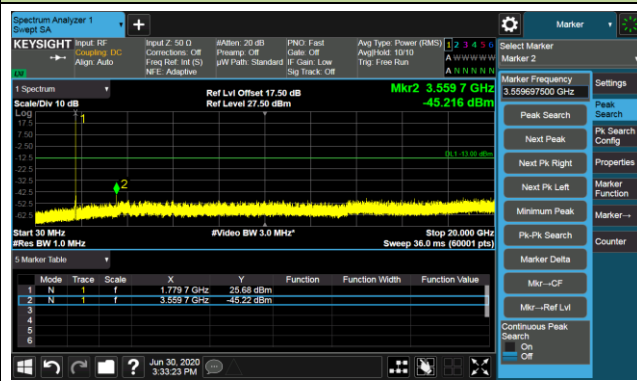 Spectrum Analyzer 1
Swept SA
+
Marker
KEYSIGHT
Input: RF
Coupling: DC
Align: Auto
Input Z: 50 Ω
Corrections: Off
Freq Ref: Int (S)
NFE: Adaptive
#Atten: 20 dB
Preamp: Off
µW Path: Standard
PNO: Fast
Gate: Off
IF Gain: Low
Sig Track: Off
Avg Type: Power (RMS)
Avg|Hold: 10/10
Trig: Free Run
1 2 3 4 5 6
A W W W W W
A N N N N N
Select Marker
Marker 2
1 Spectrum
Ref Lvl Offset 17.50 dB
Mkr2 3.559 7 GHz
Scale/Div 10 dB
Ref Level 27.50 dBm
-45.216 dBm
Log
17.5
7.50
-2.50
-12.5
-22.5
-32.5
-42.5
-52.5
-62.5
1
2
DL1 -13.00 dBm
Start 30 MHz
#Video BW 3.0 MHz*
Stop 20.000 GHz
#Res BW 1.0 MHz
Sweep 36.0 ms (60001 pts)
5 Marker Table
Mode Trace Scale X Y Function Function Width Function Value
1 N 1 f 1.779 7 GHz 25.68 dBm
2 N 1 f 3.559 7 GHz -45.22 dBm
3
4
5
6
Marker Frequency
3.559697500 GHz
Peak Search
Next Peak
Next Pk Right
Next Pk Left
Minimum Peak
Pk-Pk Search
Marker Delta
Mkr→CF
Mkr→Ref Lvl
Continuous Peak
Search
On
Off
Settings
Peak
Search
Pk Search
Config
Properties
Marker
Function
Marker→
Counter
?
Jun 30, 2020
3:33:23 PM